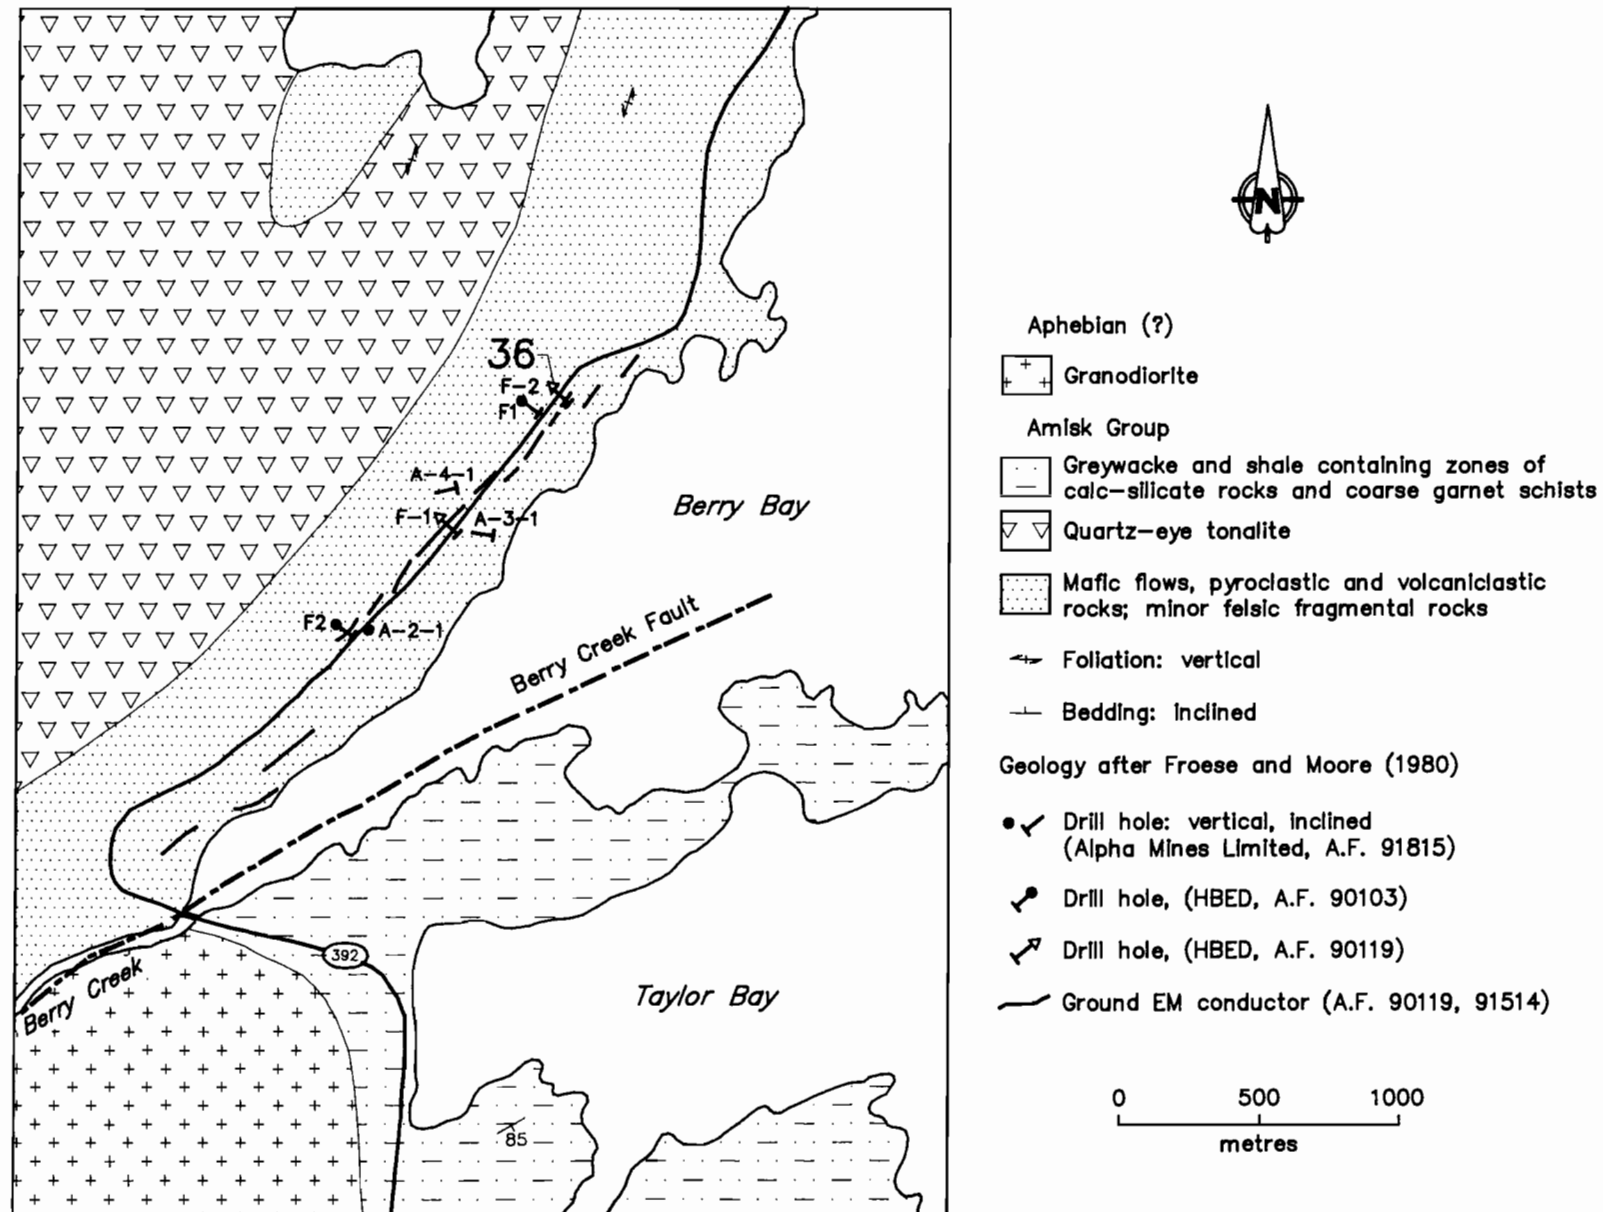 36
F-2
F1
A-4-1
F-1
A-3-1
F2
A-2-1
Berry Bay
Berry Creek Fault
Berry Creek
392
Taylor Bay
85
N
Aphebian (?)
Granodiorite
Amisk Group
Greywacke and shale containing zones of
calc-silicate rocks and coarse garnet schists
Quartz-eye tonalite
Mafic flows, pyroclastic and volcaniclastic
rocks; minor felsic fragmental rocks
Foliation: vertical
Bedding: inclined
Geology after Froese and Moore (1980)
Drill hole: vertical, inclined
(Alpha Mines Limited, A.F. 91815)
Drill hole, (HBED, A.F. 90103)
Drill hole, (HBED, A.F. 90119)
Ground EM conductor (A.F. 90119, 91514)
0 500 1000
metres